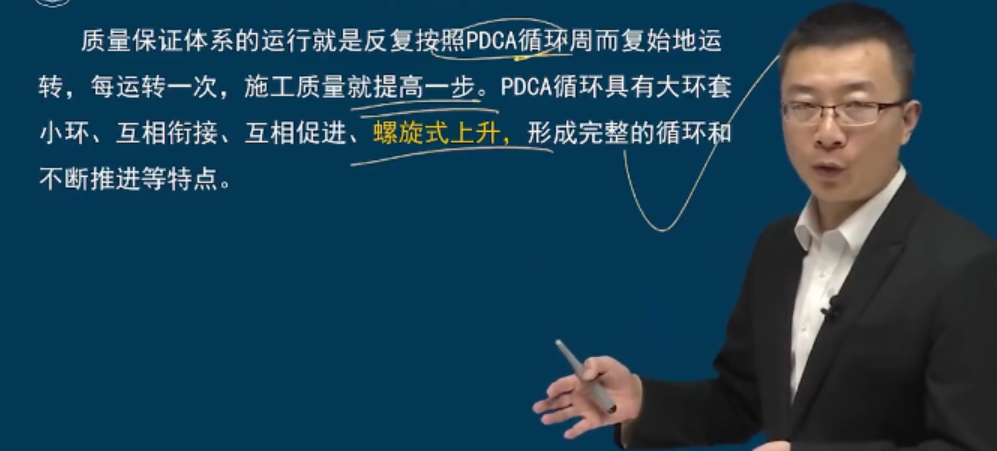 质量保证体系的运行就是反复按照PDCA循环周而复始地运
转，每运转一次，施工质量就提高一步。PDCA循环具有大环套
小环、互相衔接、互相促进、螺旋式上升，形成完整的循环和
不断推进等特点。